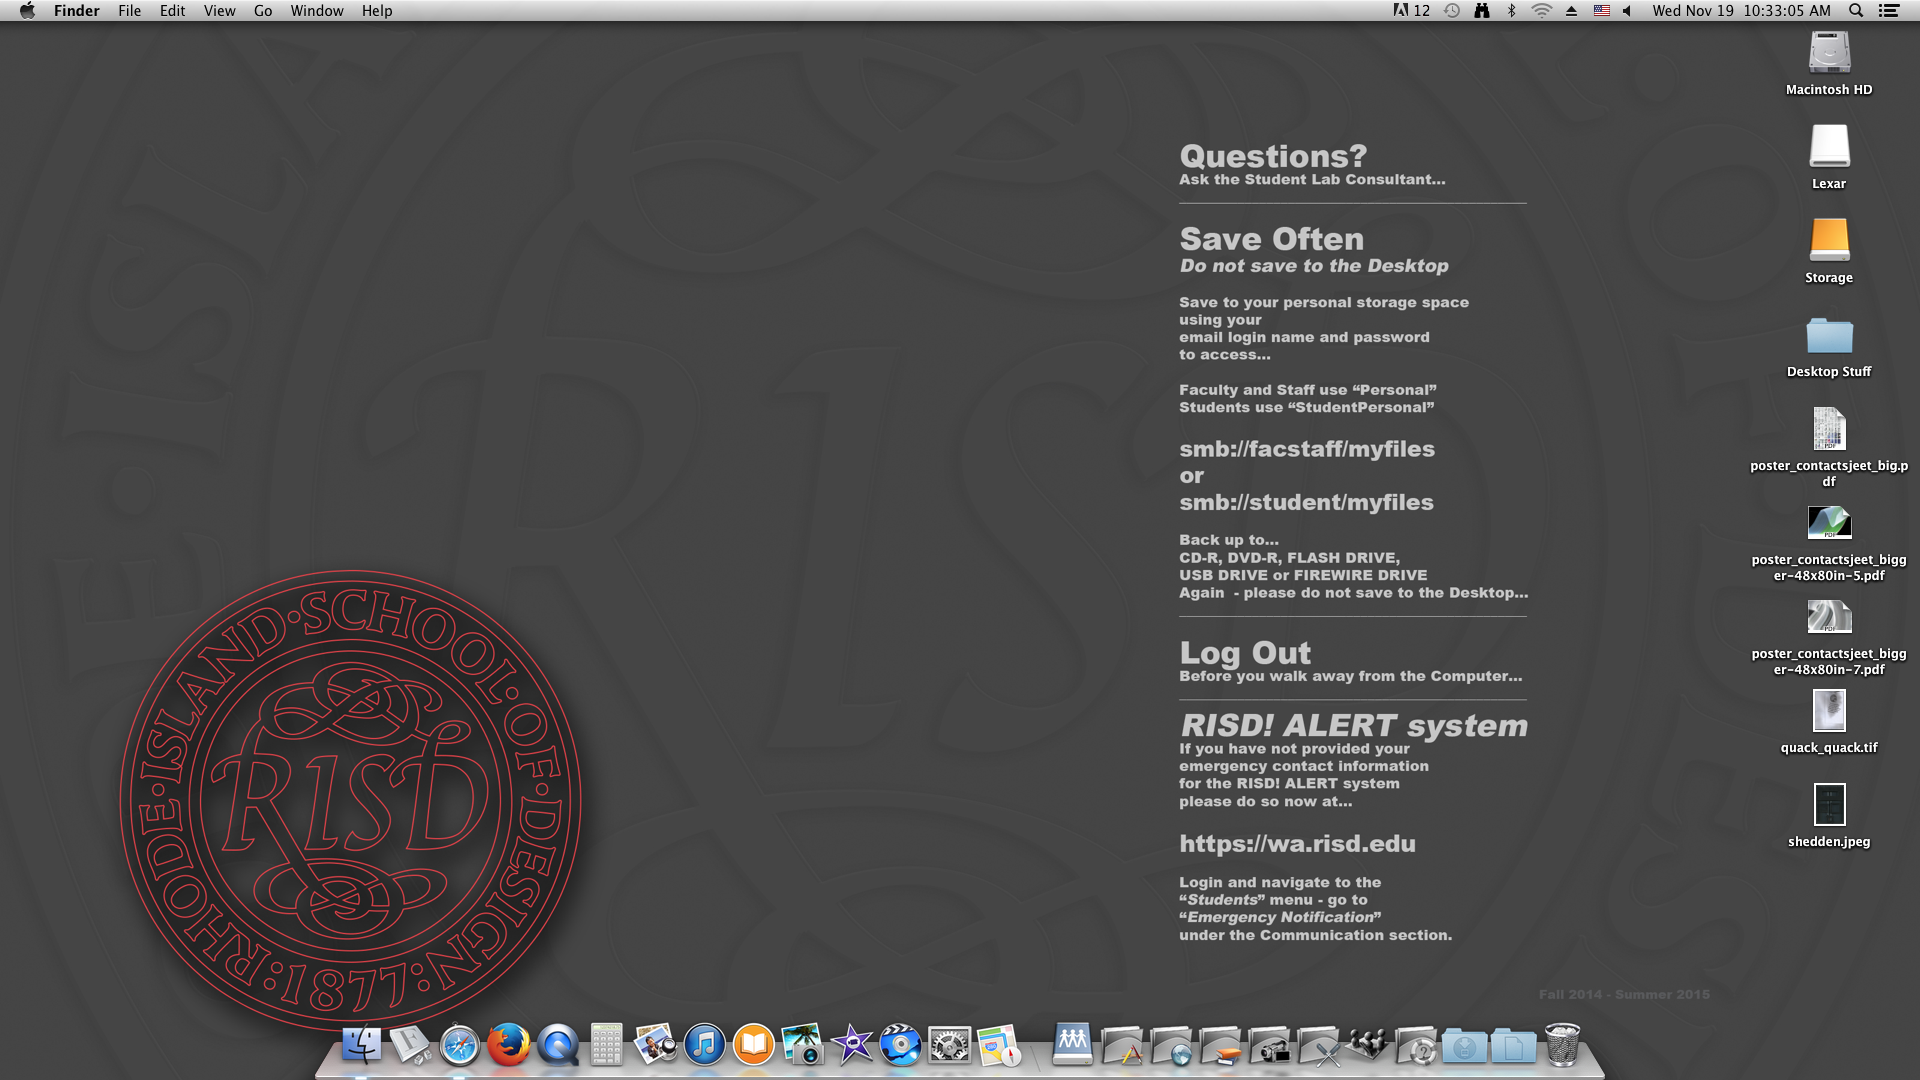 Finder File Edit View Go Window Help
12 Wed Nov 19 10:33:05 AM
Macintosh HD
Lexar
Storage
Desktop Stuff
poster_contactsjeet_big.p
df
poster_contactsjeet_bigg
er-48x80in-5.pdf
poster_contactsjeet_bigg
er-48x80in-7.pdf
quack_quack.tif
shedden.jpeg
Questions?
Ask the Student Lab Consultant...
Save Often
Do not save to the Desktop
Save to your personal storage space
using your
email login name and password
to access...
Faculty and Staff use “Personal”
Students use “StudentPersonal”
smb://facstaff/myfiles
or
smb://student/myfiles
Back up to...
CD-R, DVD-R, FLASH DRIVE,
USB DRIVE or FIREWIRE DRIVE
Again - please do not save to the Desktop...
Log Out
Before you walk away from the Computer...
RISD! ALERT system
If you have not provided your
emergency contact information
for the RISD! ALERT system
please do so now at...
https://wa.risd.edu
Login and navigate to the
“Students” menu - go to
“Emergency Notification”
under the Communication section.
Fall 2014 - Summer 2015
RHODE·ISLAND·SCHOOL·OF·DESIGN
:1877:
RISD